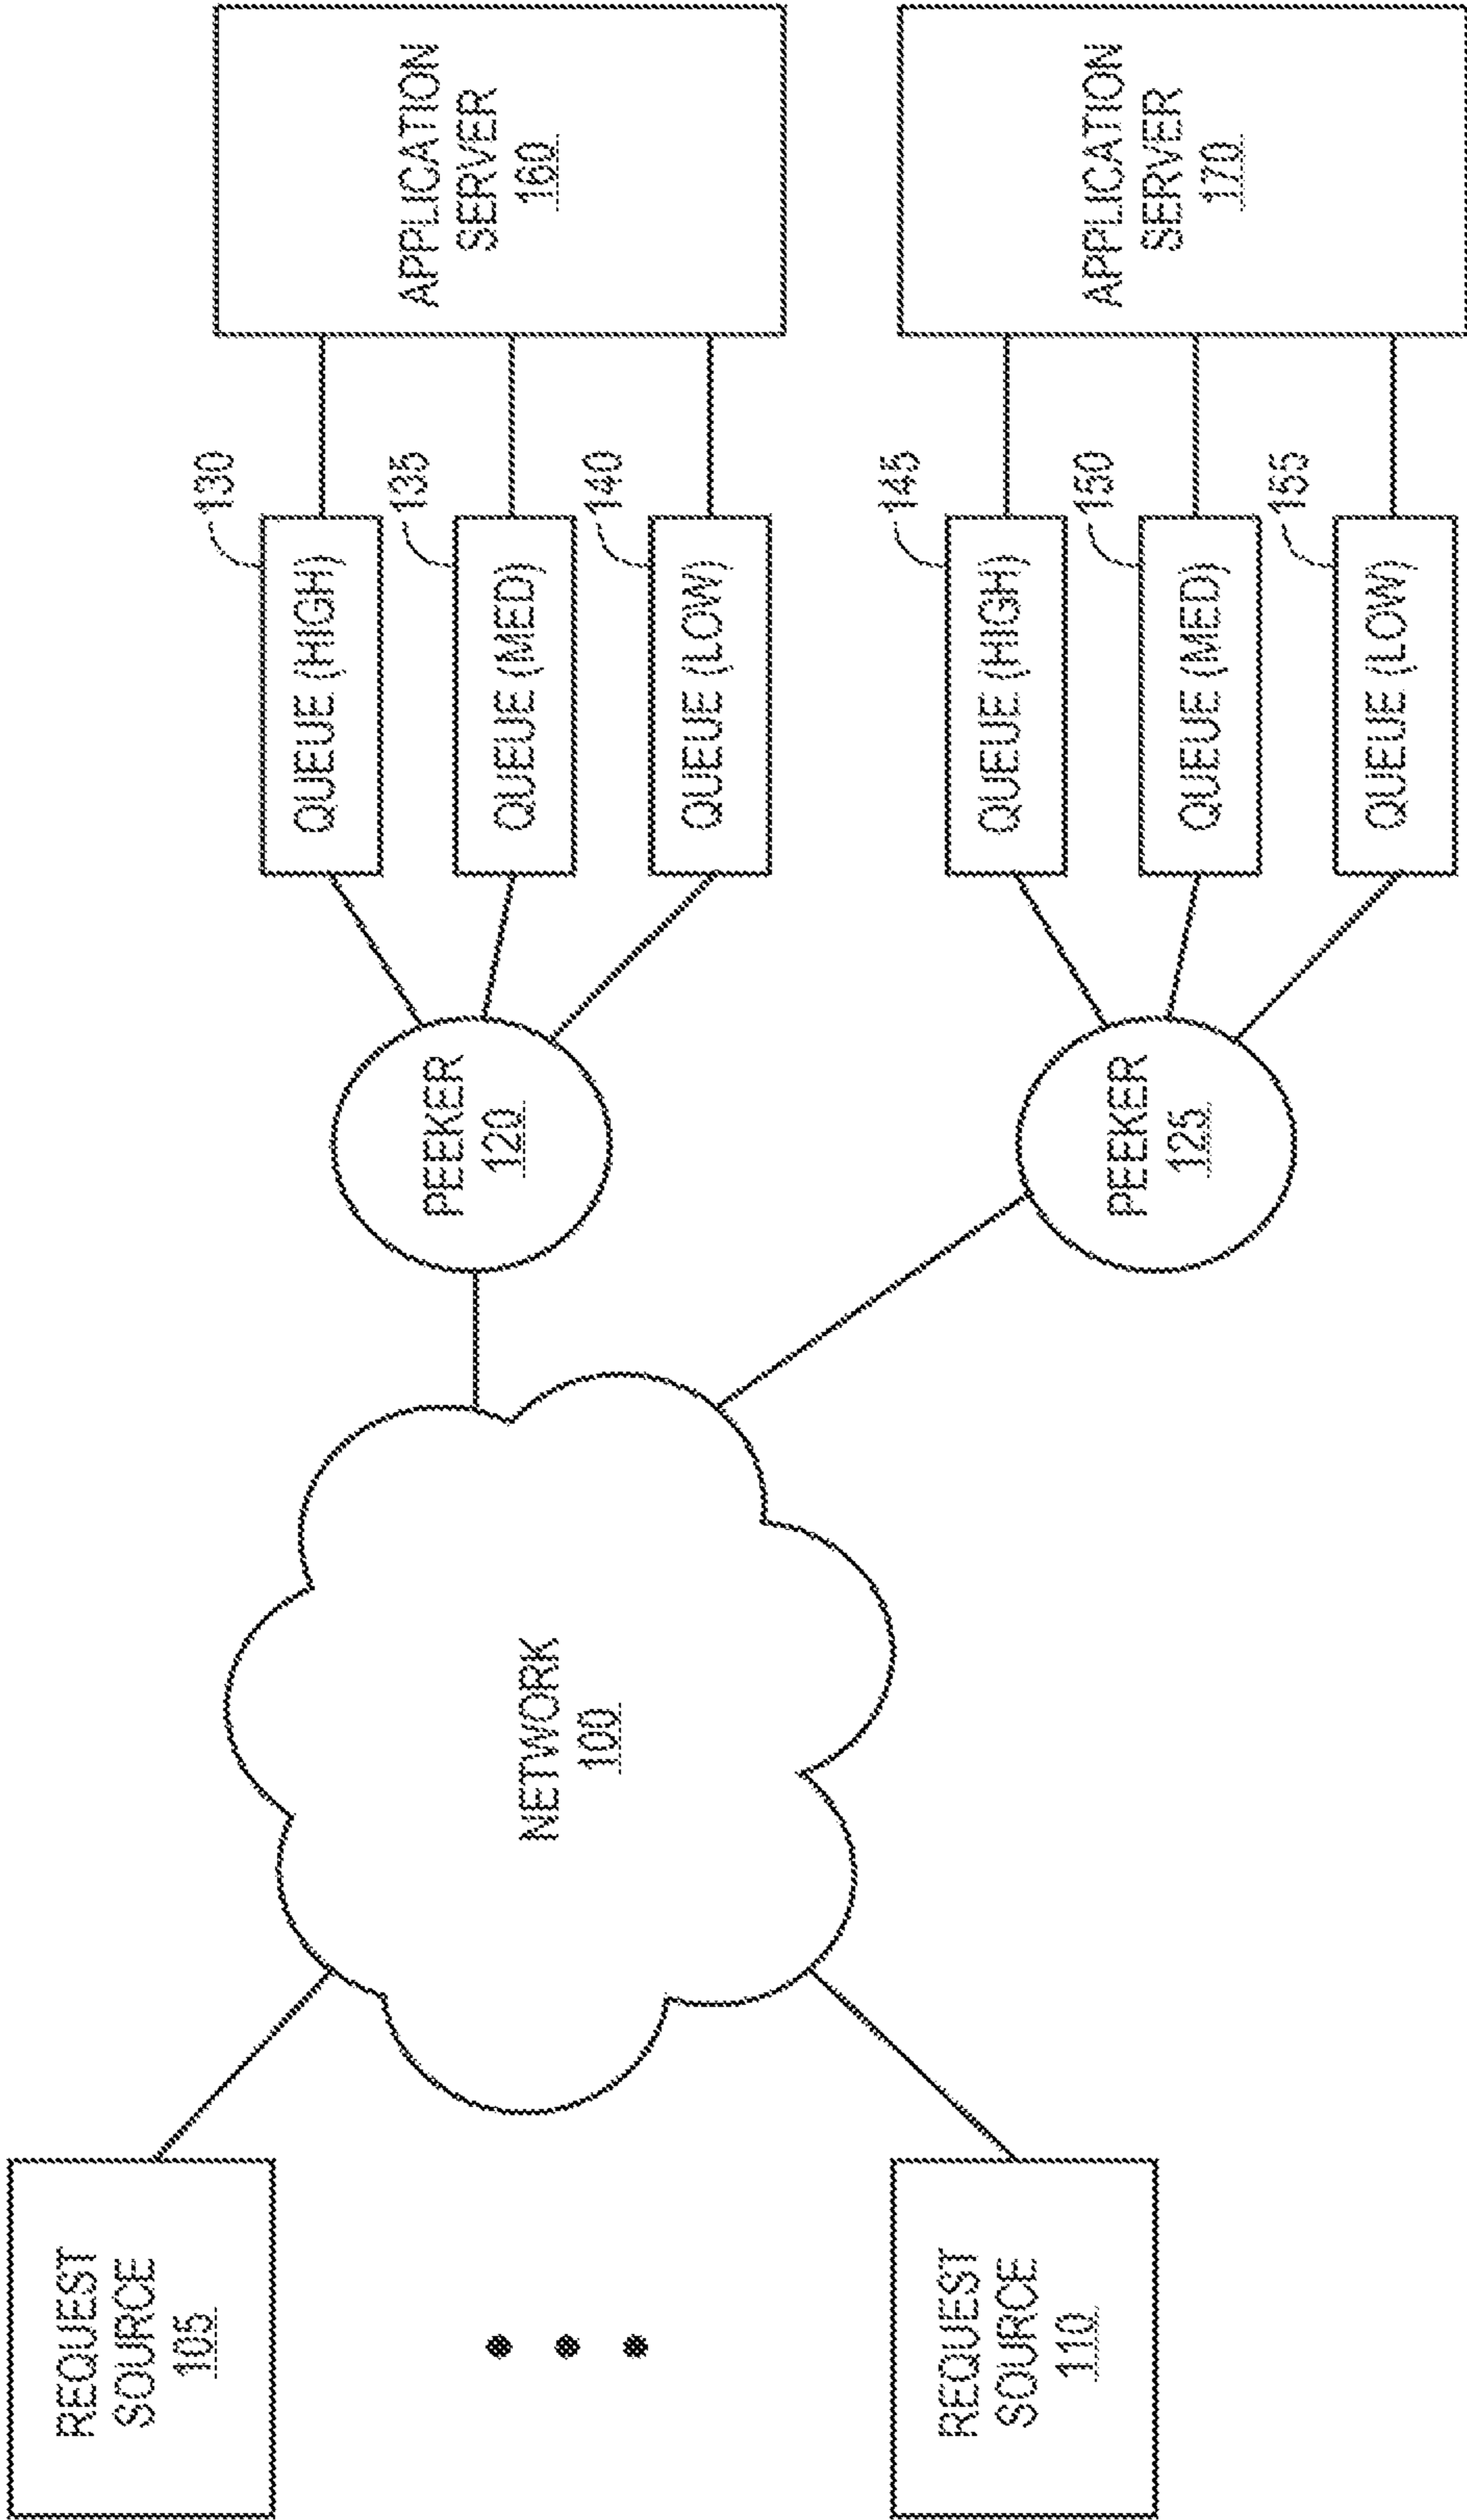 REQUEST
SOURCE
105
REQUEST
SOURCE
110
NETWORK
100
PEEKER
120
PEEKER
125
130
QUEUE (HIGH)
135
QUEUE (MED)
140
QUEUE (LOW)
145
QUEUE (HIGH)
150
QUEUE (MED)
155
QUEUE (LOW)
APPLICATION
SERVER
160
APPLICATION
SERVER
170